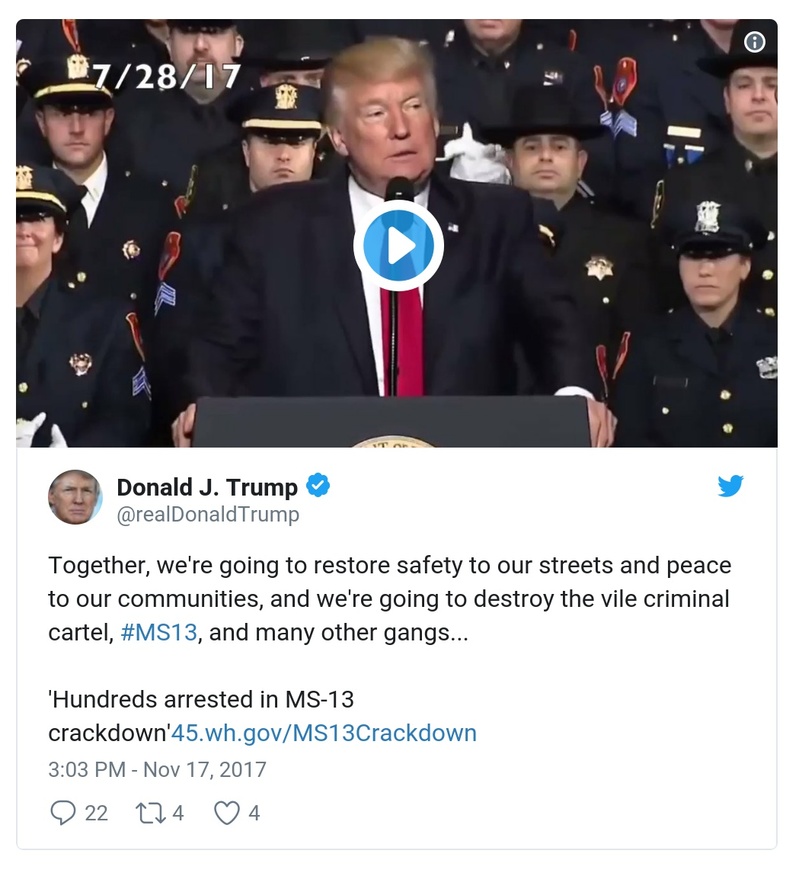 7/28/17
Donald J. Trump
@realDonaldTrump
Together, we're going to restore safety to our streets and peace
to our communities, and we're going to destroy the vile criminal
cartel, #MS13, and many other gangs...
'Hundreds arrested in MS-13
crackdown'45.wh.gov/MS13Crackdown
3:03 PM - Nov 17, 2017
22 4 4